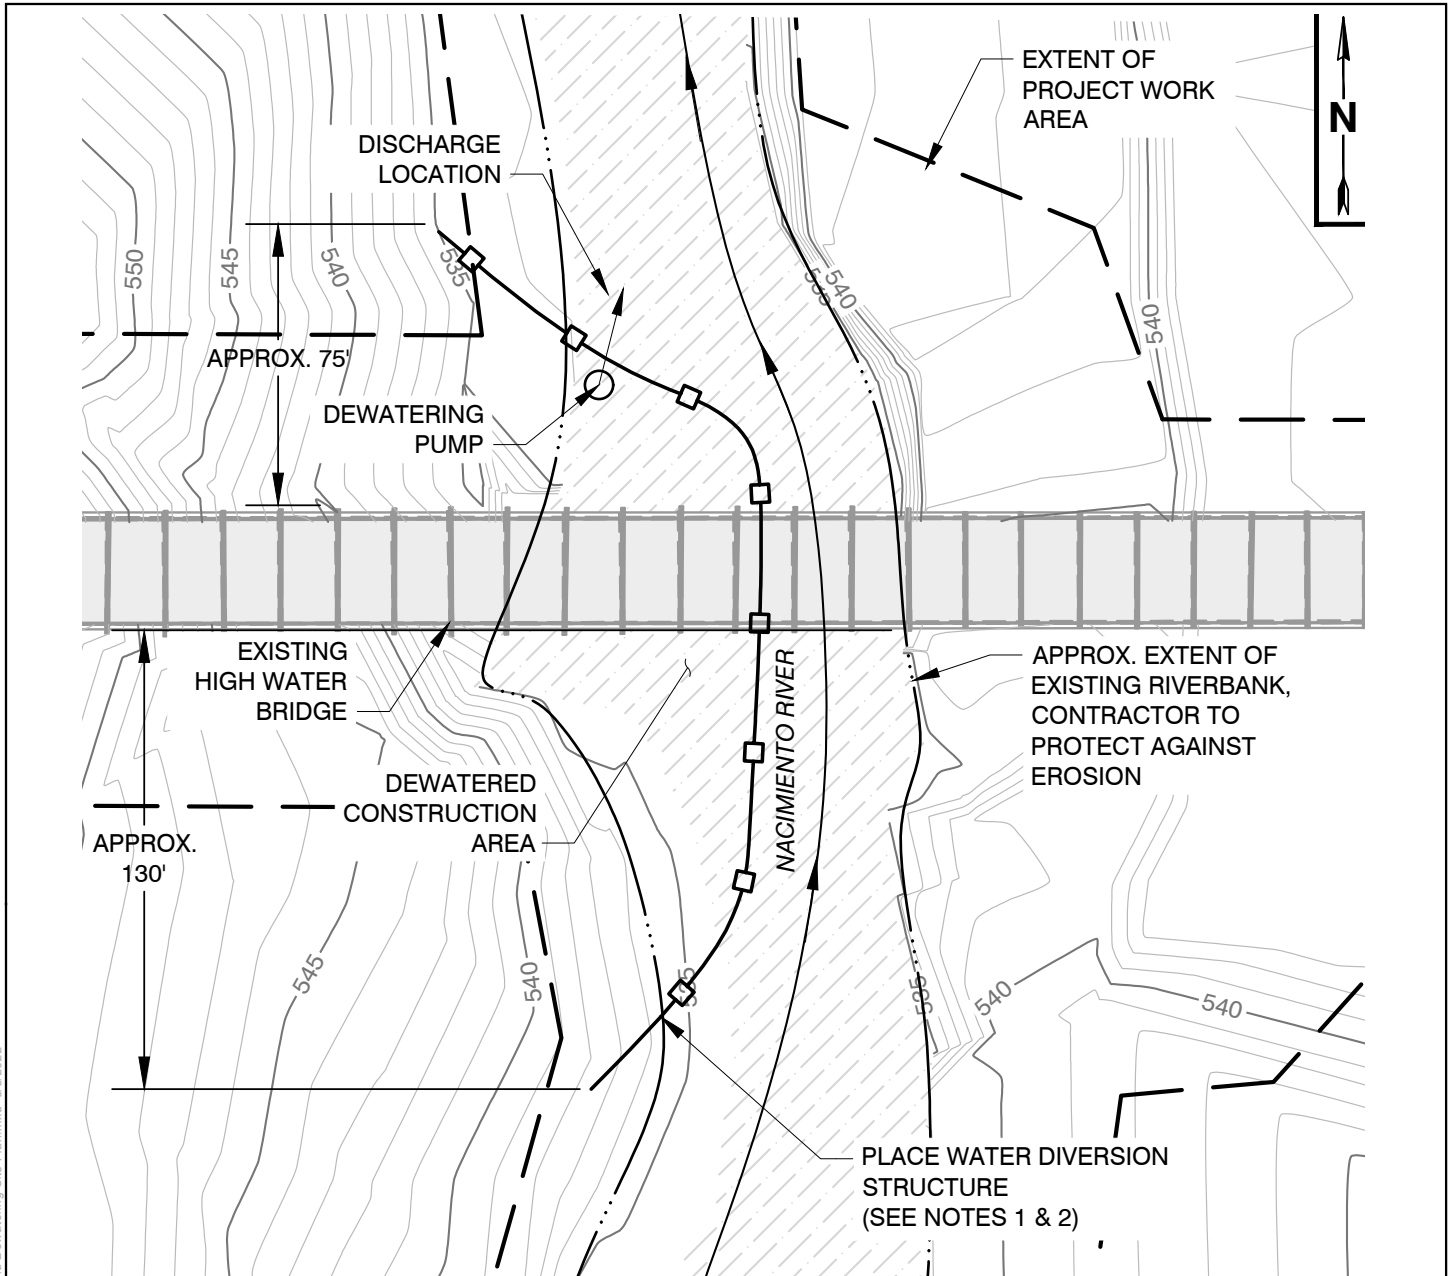 EXTENT OF
PROJECT WORK
AREA
N
DISCHARGE
LOCATION
550
545
540
535
540
540
APPROX. 75'
DEWATERING
PUMP
EXISTING
HIGH WATER
BRIDGE
NACIMIENTO RIVER
APPROX. EXTENT OF
EXISTING RIVERBANK,
CONTRACTOR TO
PROTECT AGAINST
EROSION
DEWATERED
CONSTRUCTION
AREA
APPROX.
130'
545
540
535
535
540
540
PLACE WATER DIVERSION
STRUCTURE
(SEE NOTES 1 & 2)